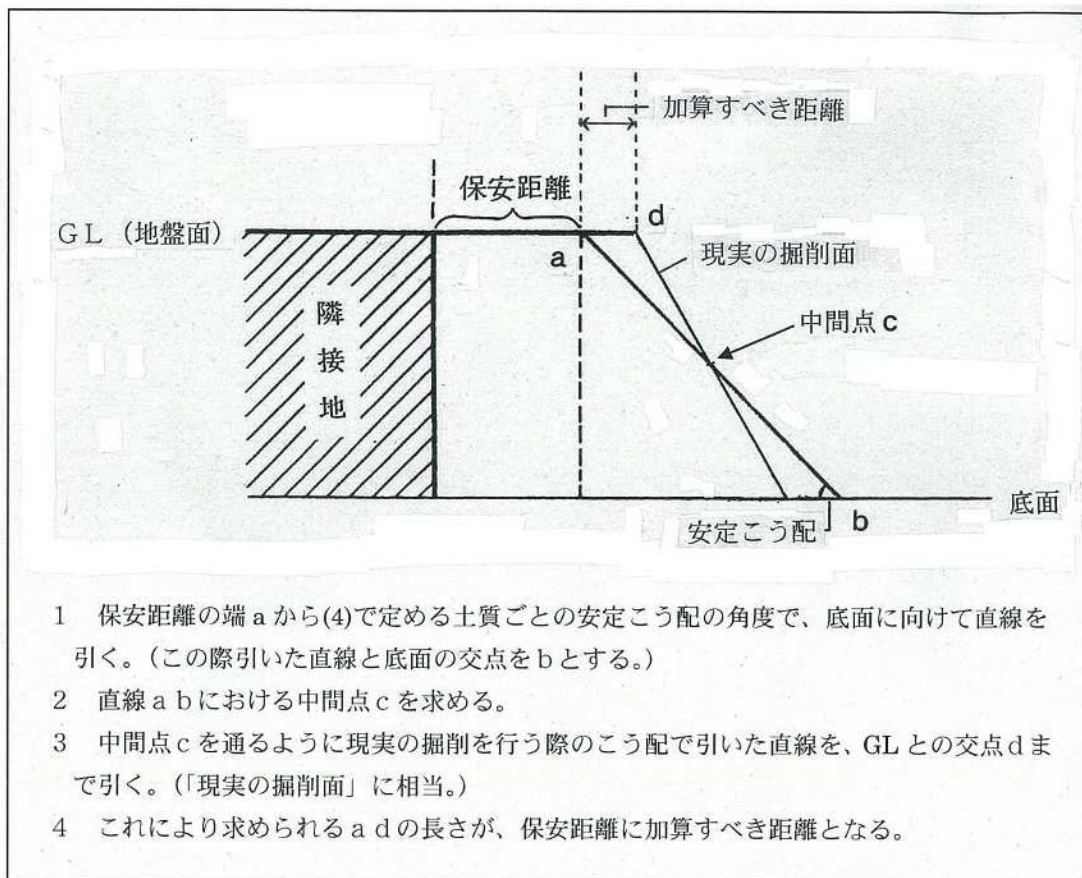 加算すべき距離
保安距離
d
GL（地盤面）
a
現実の掘削面
隣接地
中間点c
底面
安定こう配
b
1　保安距離の端aから(4)で定める土質ごとの安定こう配の角度で、底面に向けて直線を
引く。（この際引いた直線と底面の交点をbとする。）
2　直線abにおける中間点cを求める。
3　中間点cを通るように現実の掘削を行う際のこう配で引いた直線を、GLとの交点dま
で引く。（「現実の掘削面」に相当。）
4　これにより求められるadの長さが、保安距離に加算すべき距離となる。